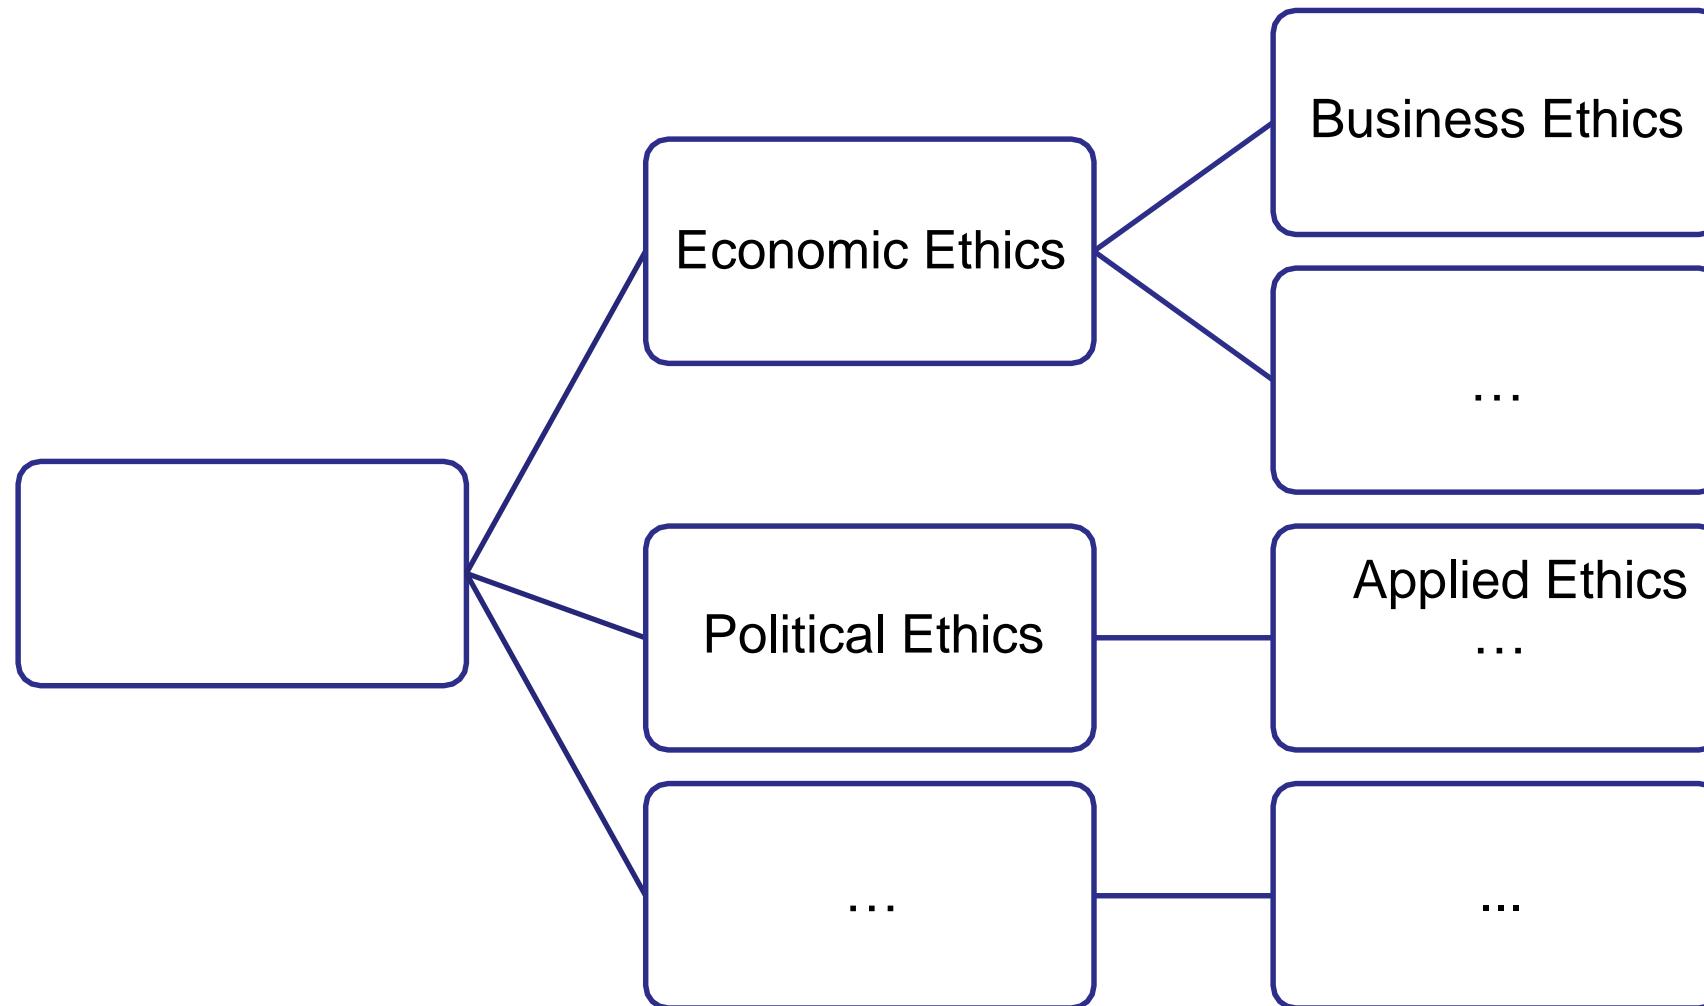 Business Ethics
Economic Ethics
…
Applied Ethics
Political Ethics
…
…
...